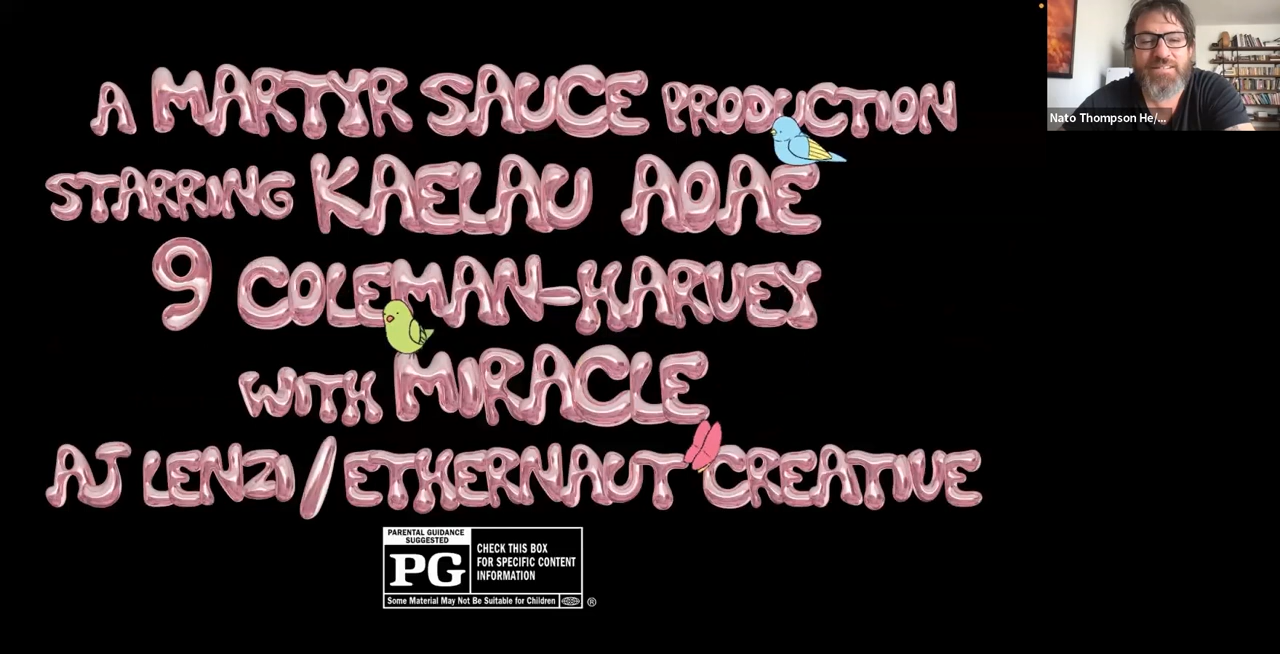 A MARTYR SAUCE PRODUCTION
STARRING KAELAU AOAE
9 COLEMAN-HARVEY
WITH MIRACLE
AJ LENZI/ETHERNAUT CREATIVE
PARENTAL GUIDANCE
SUGGESTED
PG
CHECK THIS BOX
FOR SPECIFIC CONTENT
INFORMATION
Some Material May Not Be Suitable for Children
®
Nato Thompson He/...